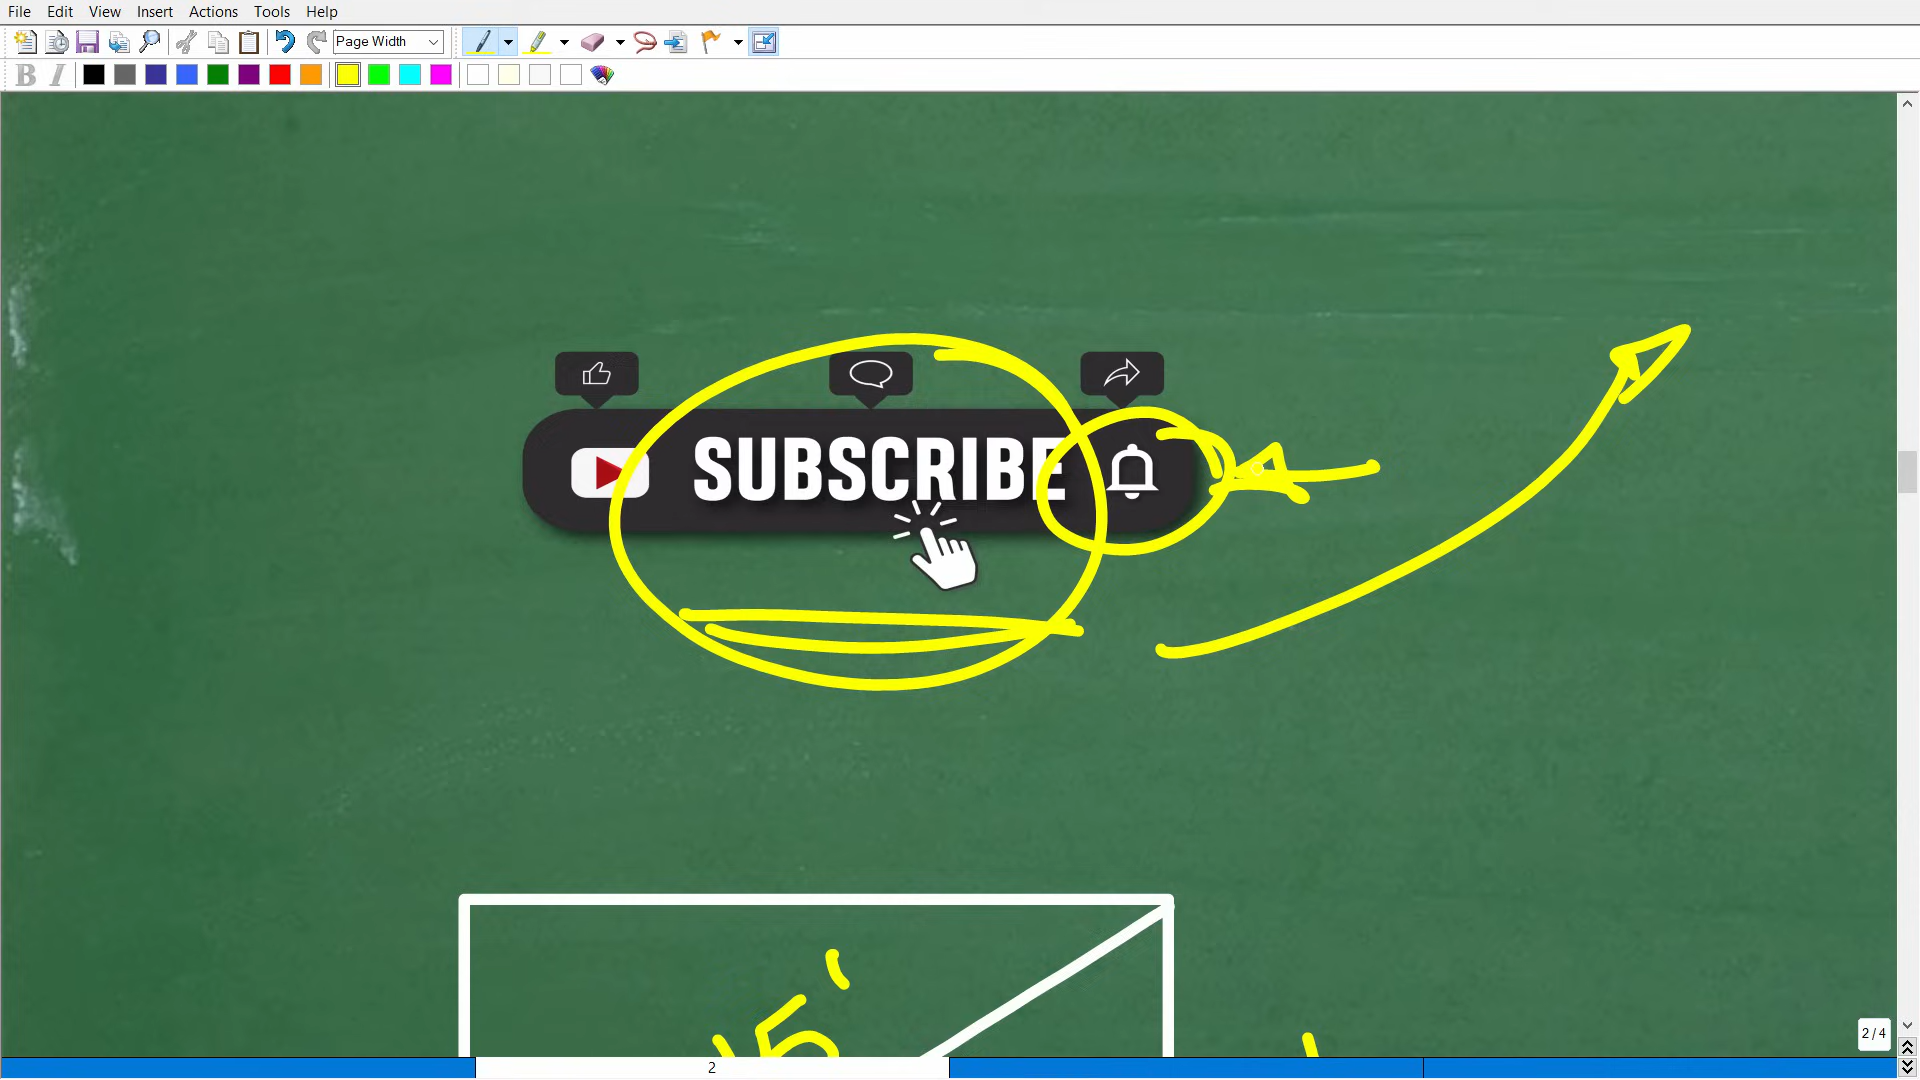 File Edit View Insert Actions Tools Help
Page Width
B I
SUBSCRIBE
2 / 4
2